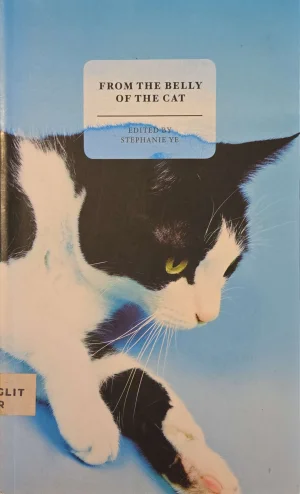 FROM THE BELLY
OF THE CAT
EDITED BY
STEPHANIE YE
GLIT
R